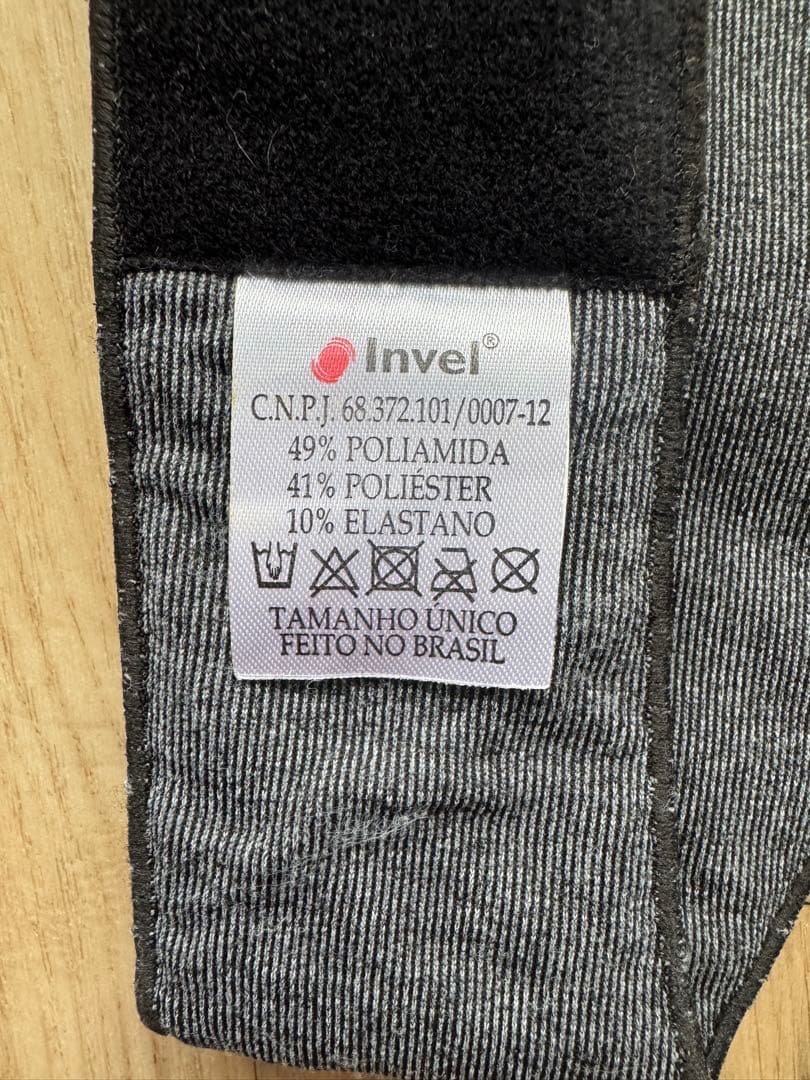 Invel®
C.N.P.J. 68.372.101/0007-12
49% POLIAMIDA
41% POLIÉSTER
10% ELASTANO
TAMANHO ÚNICO
FEITO NO BRASIL